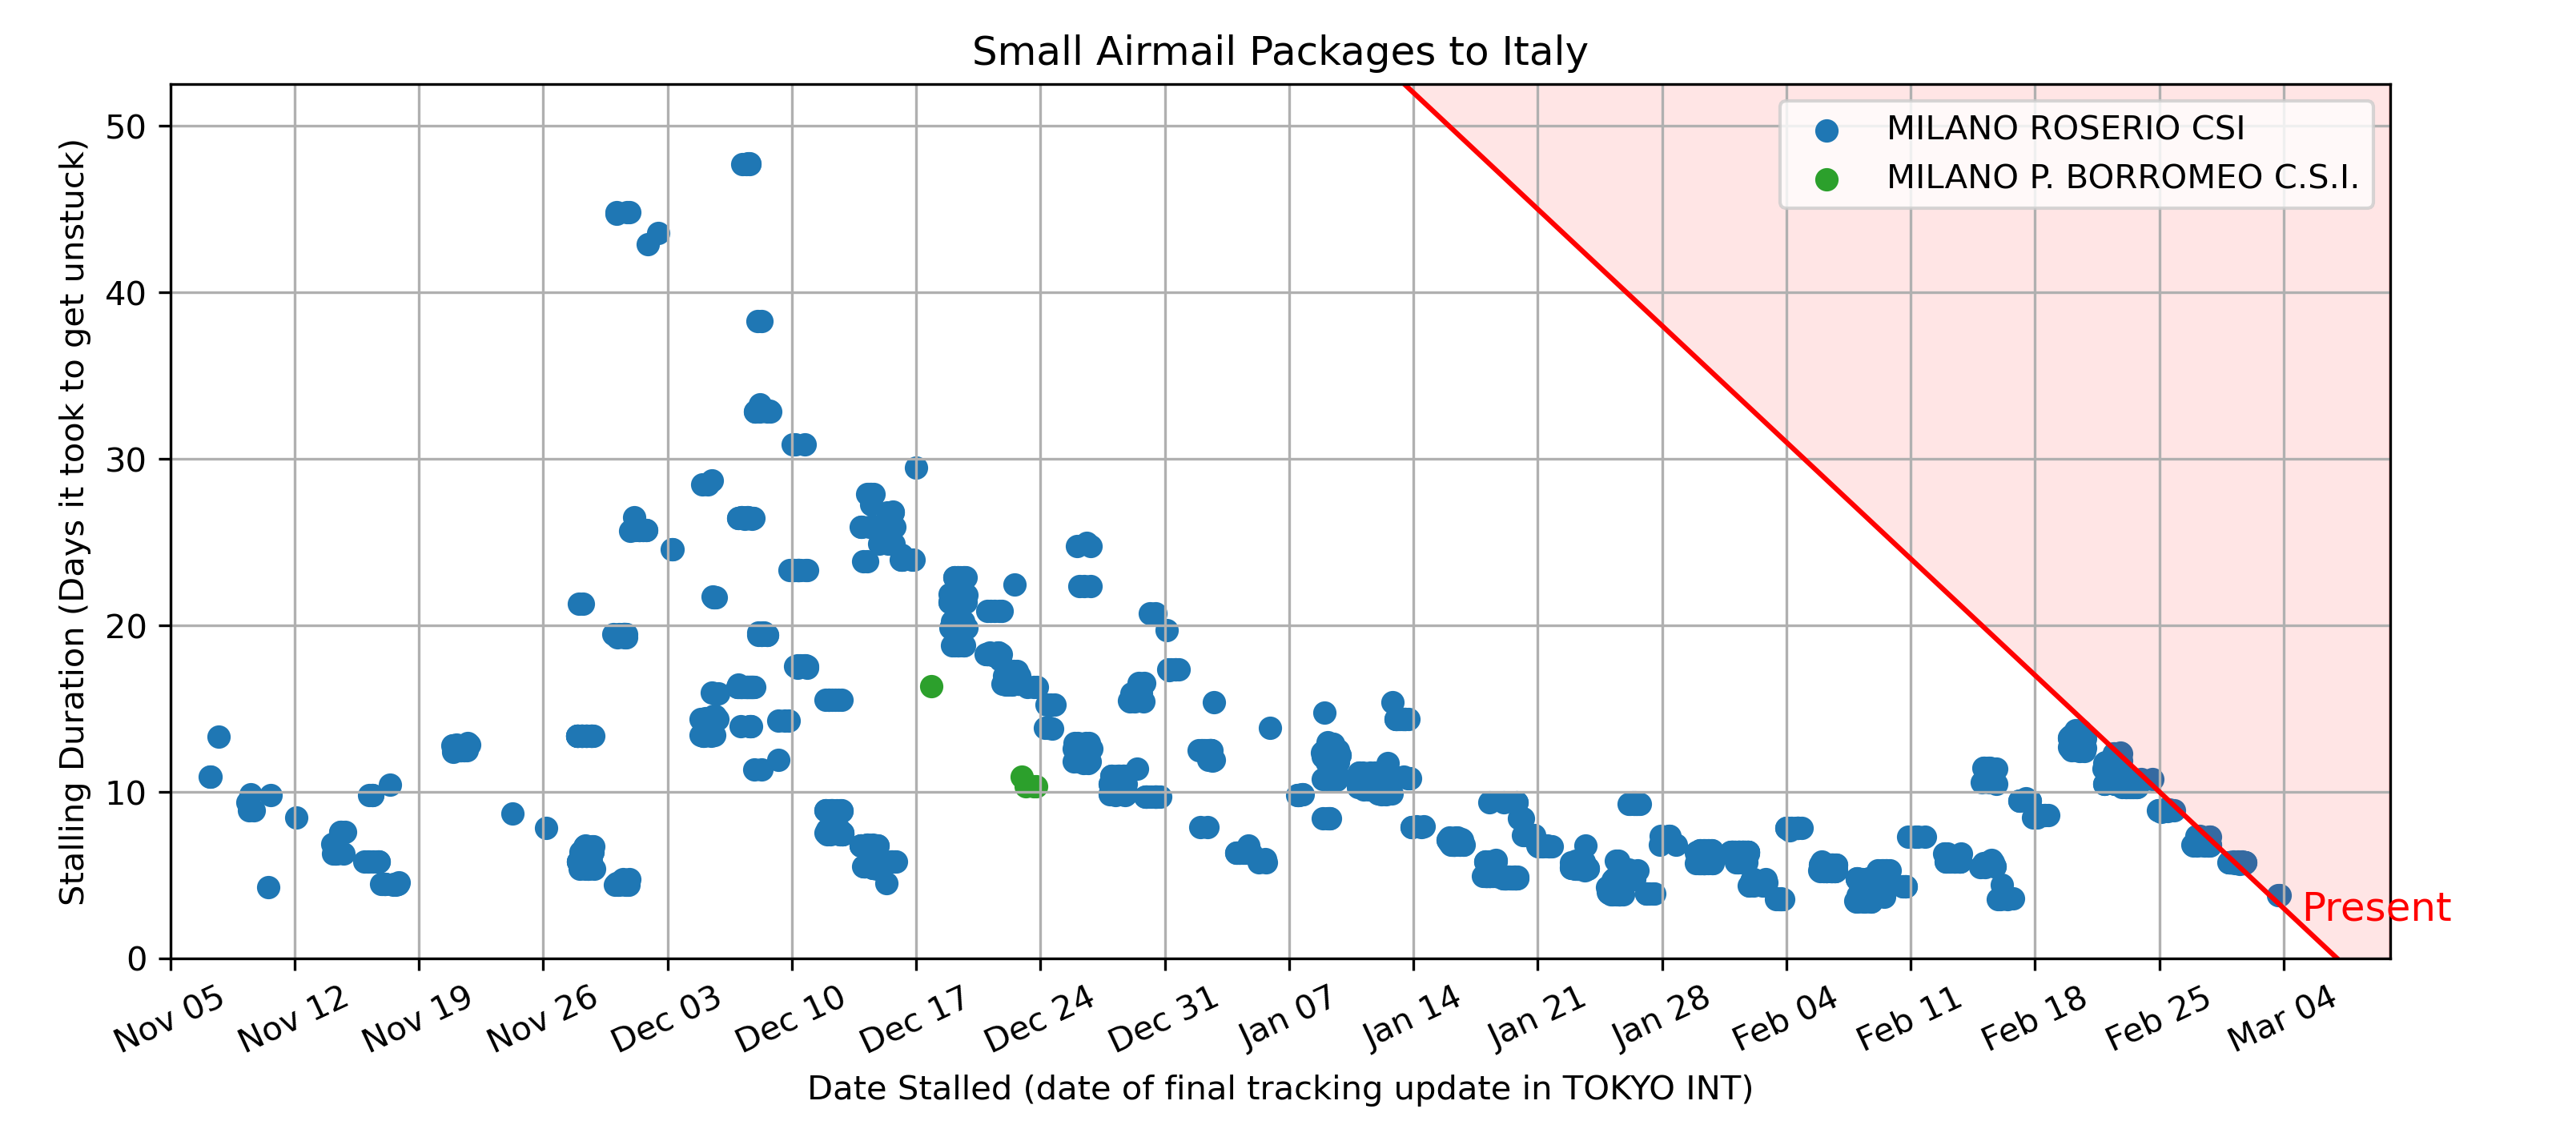 Small Airmail Packages to Italy
MILANO ROSERIO CSI
MILANO P. BORROMEO C.S.I.
Stalling Duration (Days it took to get unstuck)
50
40
30
20
10
0
Present
Nov 05
Nov 12
Nov 19
Nov 26
Dec 03
Dec 10
Dec 17
Dec 24
Dec 31
Jan 07
Jan 14
Jan 21
Jan 28
Feb 04
Feb 11
Feb 18
Feb 25
Mar 04
Date Stalled (date of final tracking update in TOKYO INT)